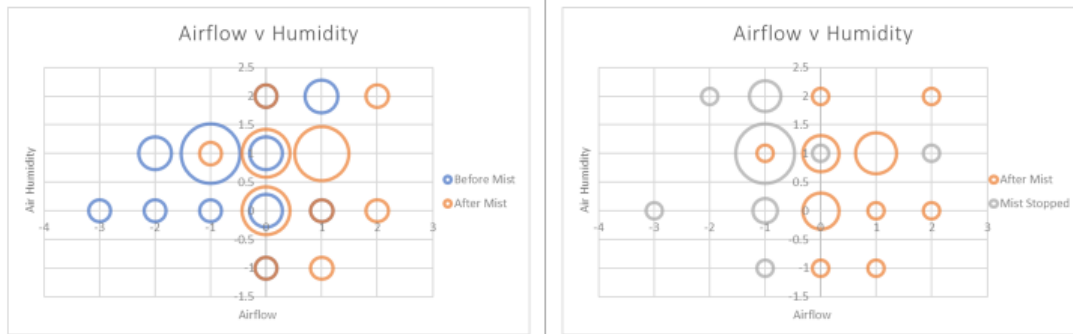 Airflow v Humidity
2.5
2
1.5
1
0.5
0
-0.5
-1
-1.5
-4 -3 -2 -1 0 1 2 3
Air Humidity
Airflow
Before Mist
After Mist
Airflow v Humidity
2.5
2
1.5
1
0.5
0
-0.5
-1
-1.5
-4 -3 -2 -1 0 1 2 3
Air Humidity
Airflow
After Mist
Mist Stopped